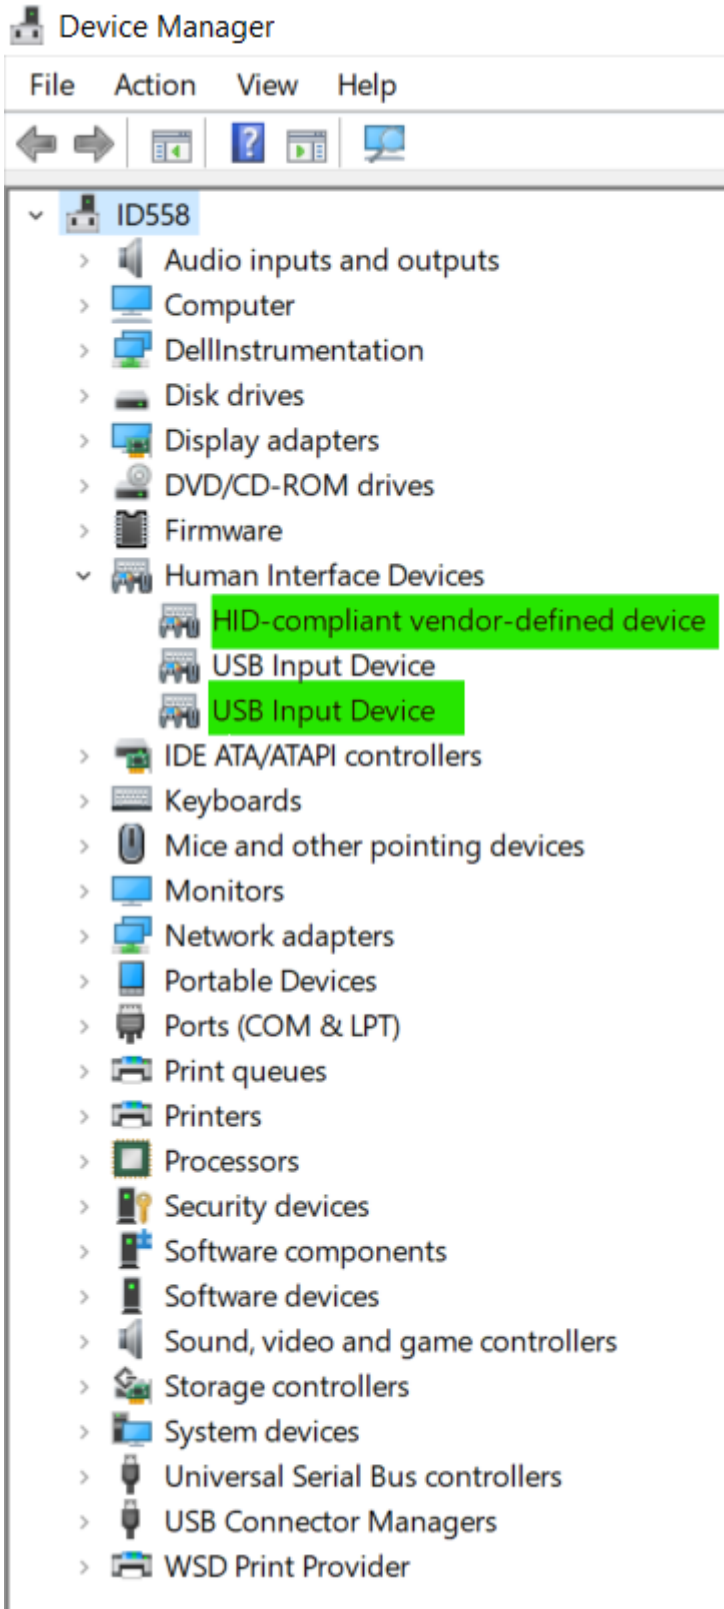 Device Manager
File Action View Help
ID558
Audio inputs and outputs
Computer
DellInstrumentation
Disk drives
Display adapters
DVD/CD-ROM drives
Firmware
Human Interface Devices
HID-compliant vendor-defined device
USB Input Device
USB Input Device
IDE ATA/ATAPI controllers
Keyboards
Mice and other pointing devices
Monitors
Network adapters
Portable Devices
Ports (COM & LPT)
Print queues
Printers
Processors
Security devices
Software components
Software devices
Sound, video and game controllers
Storage controllers
System devices
Universal Serial Bus controllers
USB Connector Managers
WSD Print Provider